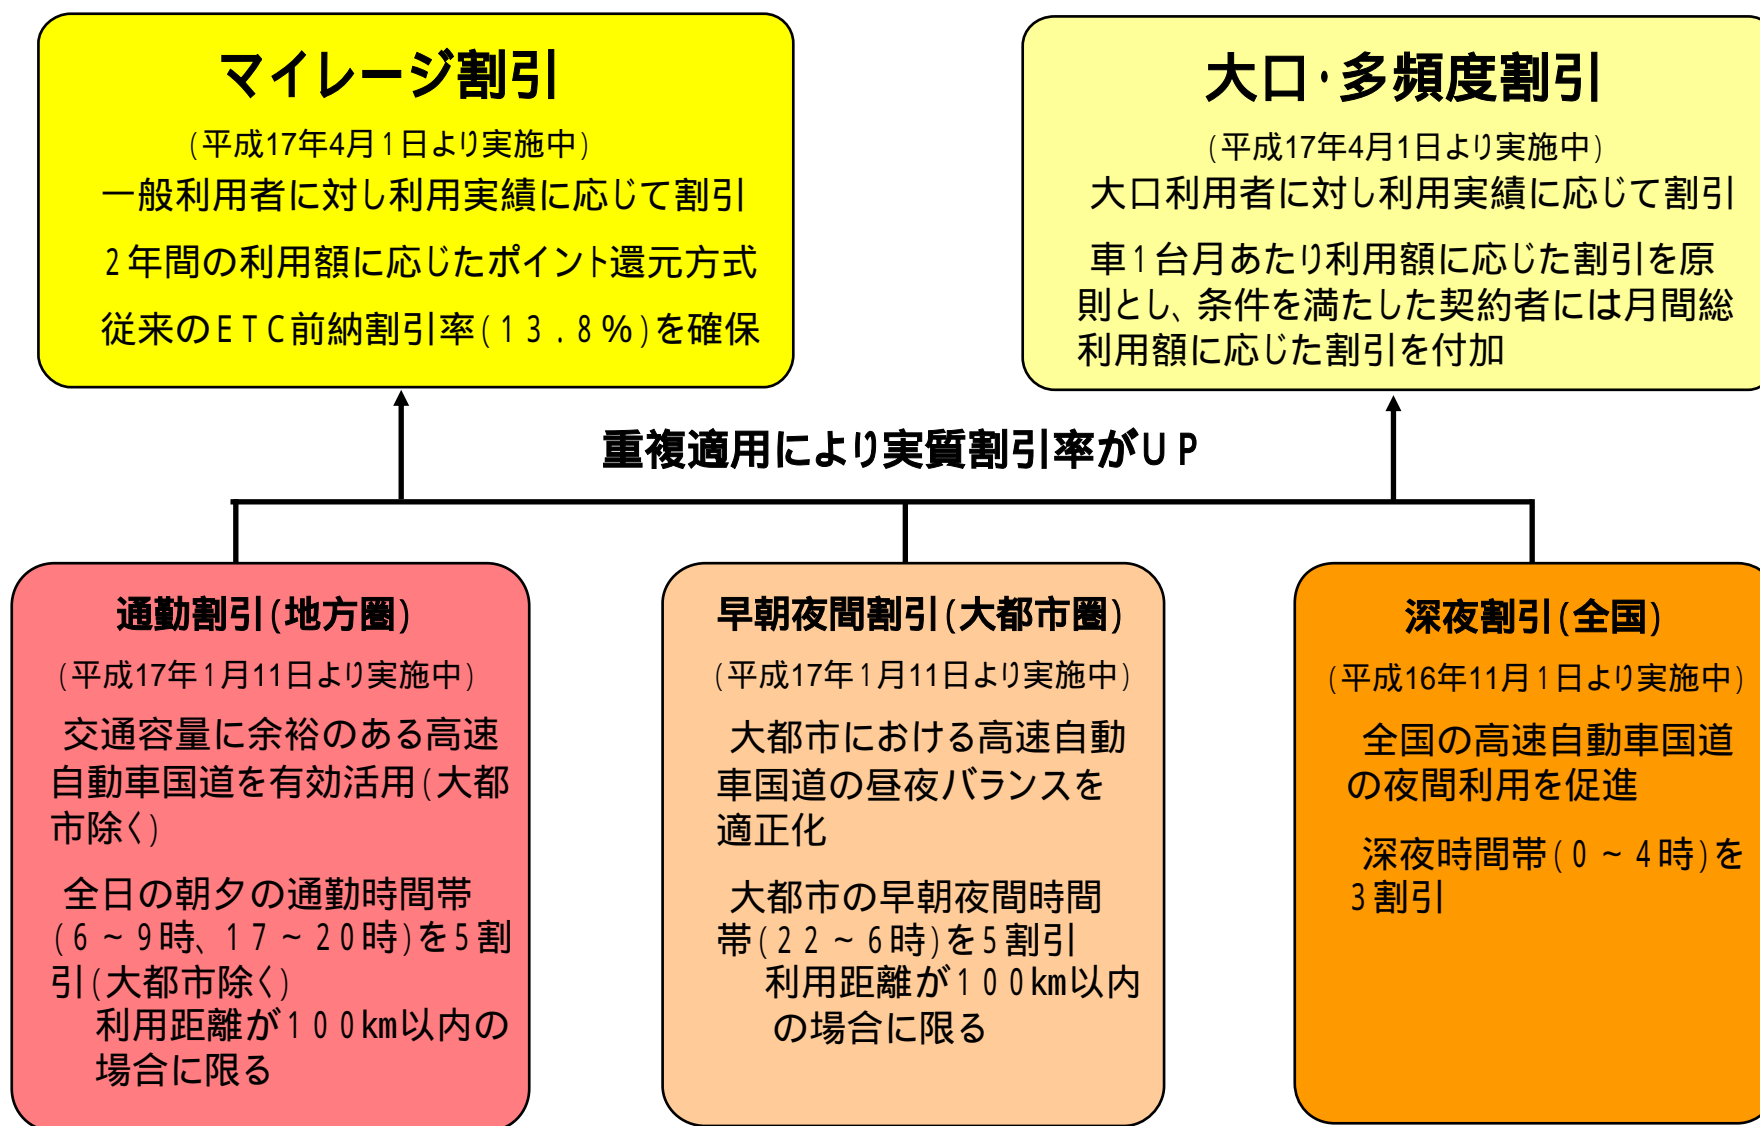 マイレージ割引
(平成17年4月1日より実施中)
一般利用者に対し利用実績に応じて割引
2年間の利用額に応じたポイント還元方式
従来のETC前納割引率(13.8%)を確保
大口・多頻度割引
(平成17年4月1日より実施中)
大口利用者に対し利用実績に応じて割引
車1台月あたり利用額に応じた割引を原
則とし、条件を満たした契約者には月間総
利用額に応じた割引を付加
重複適用により実質割引率がUP
通勤割引(地方圏)
(平成17年1月11日より実施中)
交通容量に余裕のある高速
自動車国道を有効活用(大都
市除く)
全日の朝夕の通勤時間帯
(6~9時、17~20時)を5割
引(大都市除く)
利用距離が100km以内の
場合に限る
早朝夜間割引(大都市圏)
(平成17年1月11日より実施中)
大都市における高速自動
車国道の昼夜バランスを
適正化
大都市の早朝夜間時間
帯(22~6時)を5割引
利用距離が100km以内
の場合に限る
深夜割引(全国)
(平成16年11月1日より実施中)
全国の高速自動車国道
の夜間利用を促進
深夜時間帯(0~4時)を
3割引